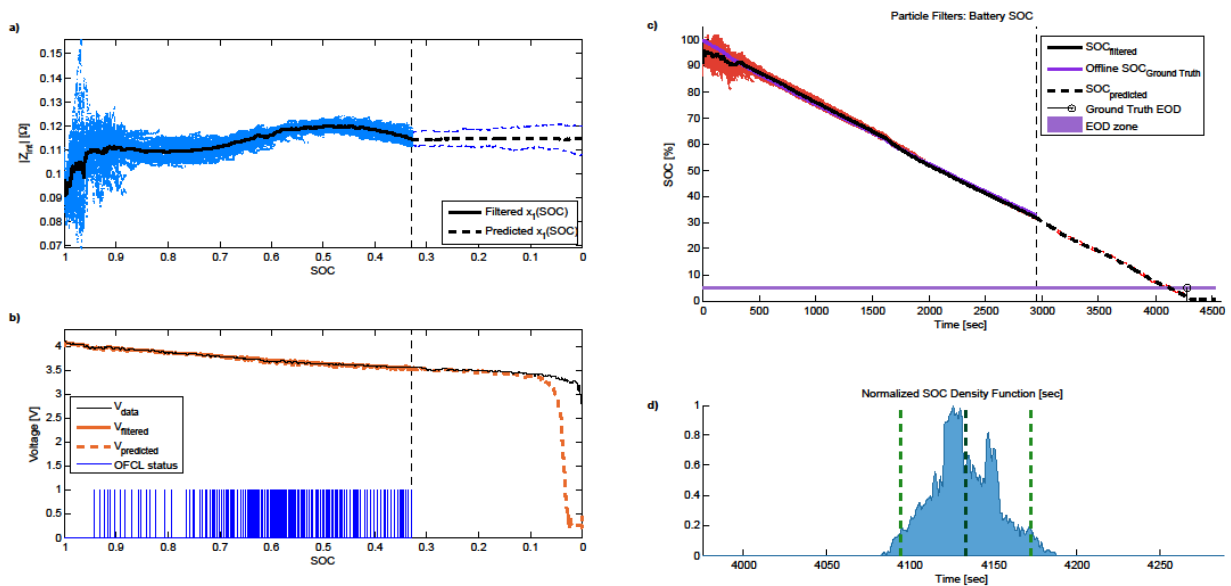 a)
0.15
0.14
0.13
0.12
0.11
0.1
0.09
0.08
0.07
|Z_int| [Ω]
Filtered x_1(SOC)
Predicted x_1(SOC)
1 0.9 0.8 0.7 0.6 0.5 0.4 0.3 0.2 0.1 0
SOC
b)
4
3.5
3
2.5
2
1.5
1
0.5
0
Voltage [V]
V_data
V_filtered
V_predicted
OFCL status
1 0.9 0.8 0.7 0.6 0.5 0.4 0.3 0.2 0.1 0
SOC
c)
Particle Filters: Battery SOC
100
90
80
70
60
50
40
30
20
10
0
SOC [%]
SOC_filtered
Offline SOC_Ground Truth
SOC_predicted
Ground Truth EOD
EOD zone
0 500 1000 1500 2000 2500 3000 3500 4000 4500
Time [sec]
d)
Normalized SOC Density Function [sec]
1
0.8
0.6
0.4
0.2
0
4000 4050 4100 4150 4200 4250
Time [sec]